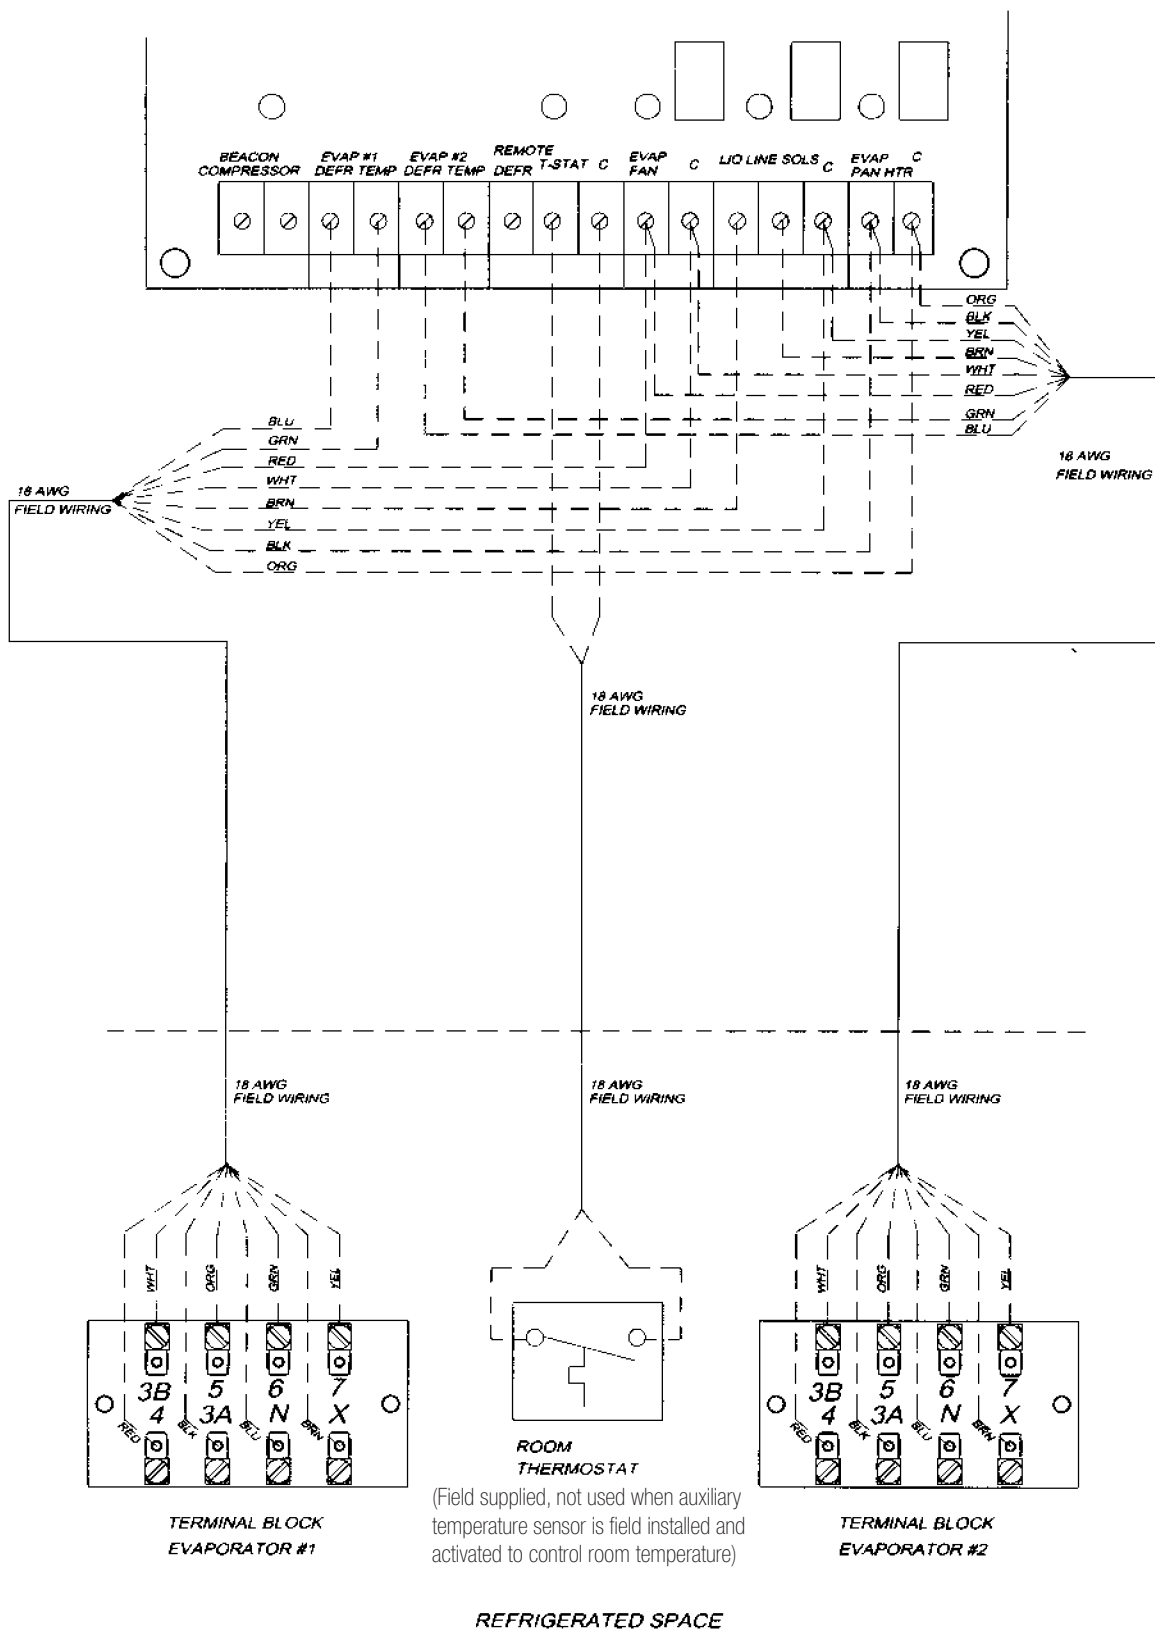 BEACON
COMPRESSOR
EVAP #1
DEFR TEMP
EVAP #2
DEFR TEMP
REMOTE
DEFR T-STAT C
EVAP
FAN
C
LIQ LINE SOLS C
EVAP
PAN HTR
C
ORG
BLK
YEL
BRN
WHT
RED
GRN
BLU
18 AWG
FIELD WIRING
BLU
GRN
RED
WHT
BRN
YEL
BLK
ORG
18 AWG
FIELD WIRING
18 AWG
FIELD WIRING
18 AWG
FIELD WIRING
18 AWG
FIELD WIRING
18 AWG
FIELD WIRING
WHT ORG GRN YEL
3B 5 6 7
4 3A N X
RED BLK BLU BRN
TERMINAL BLOCK
EVAPORATOR #1
ROOM
THERMOSTAT
(Field supplied, not used when auxiliary
temperature sensor is field installed and
activated to control room temperature)
WHT ORG GRN YEL
3B 5 6 7
4 3A N X
RED BLK BLU BRN
TERMINAL BLOCK
EVAPORATOR #2
REFRIGERATED SPACE